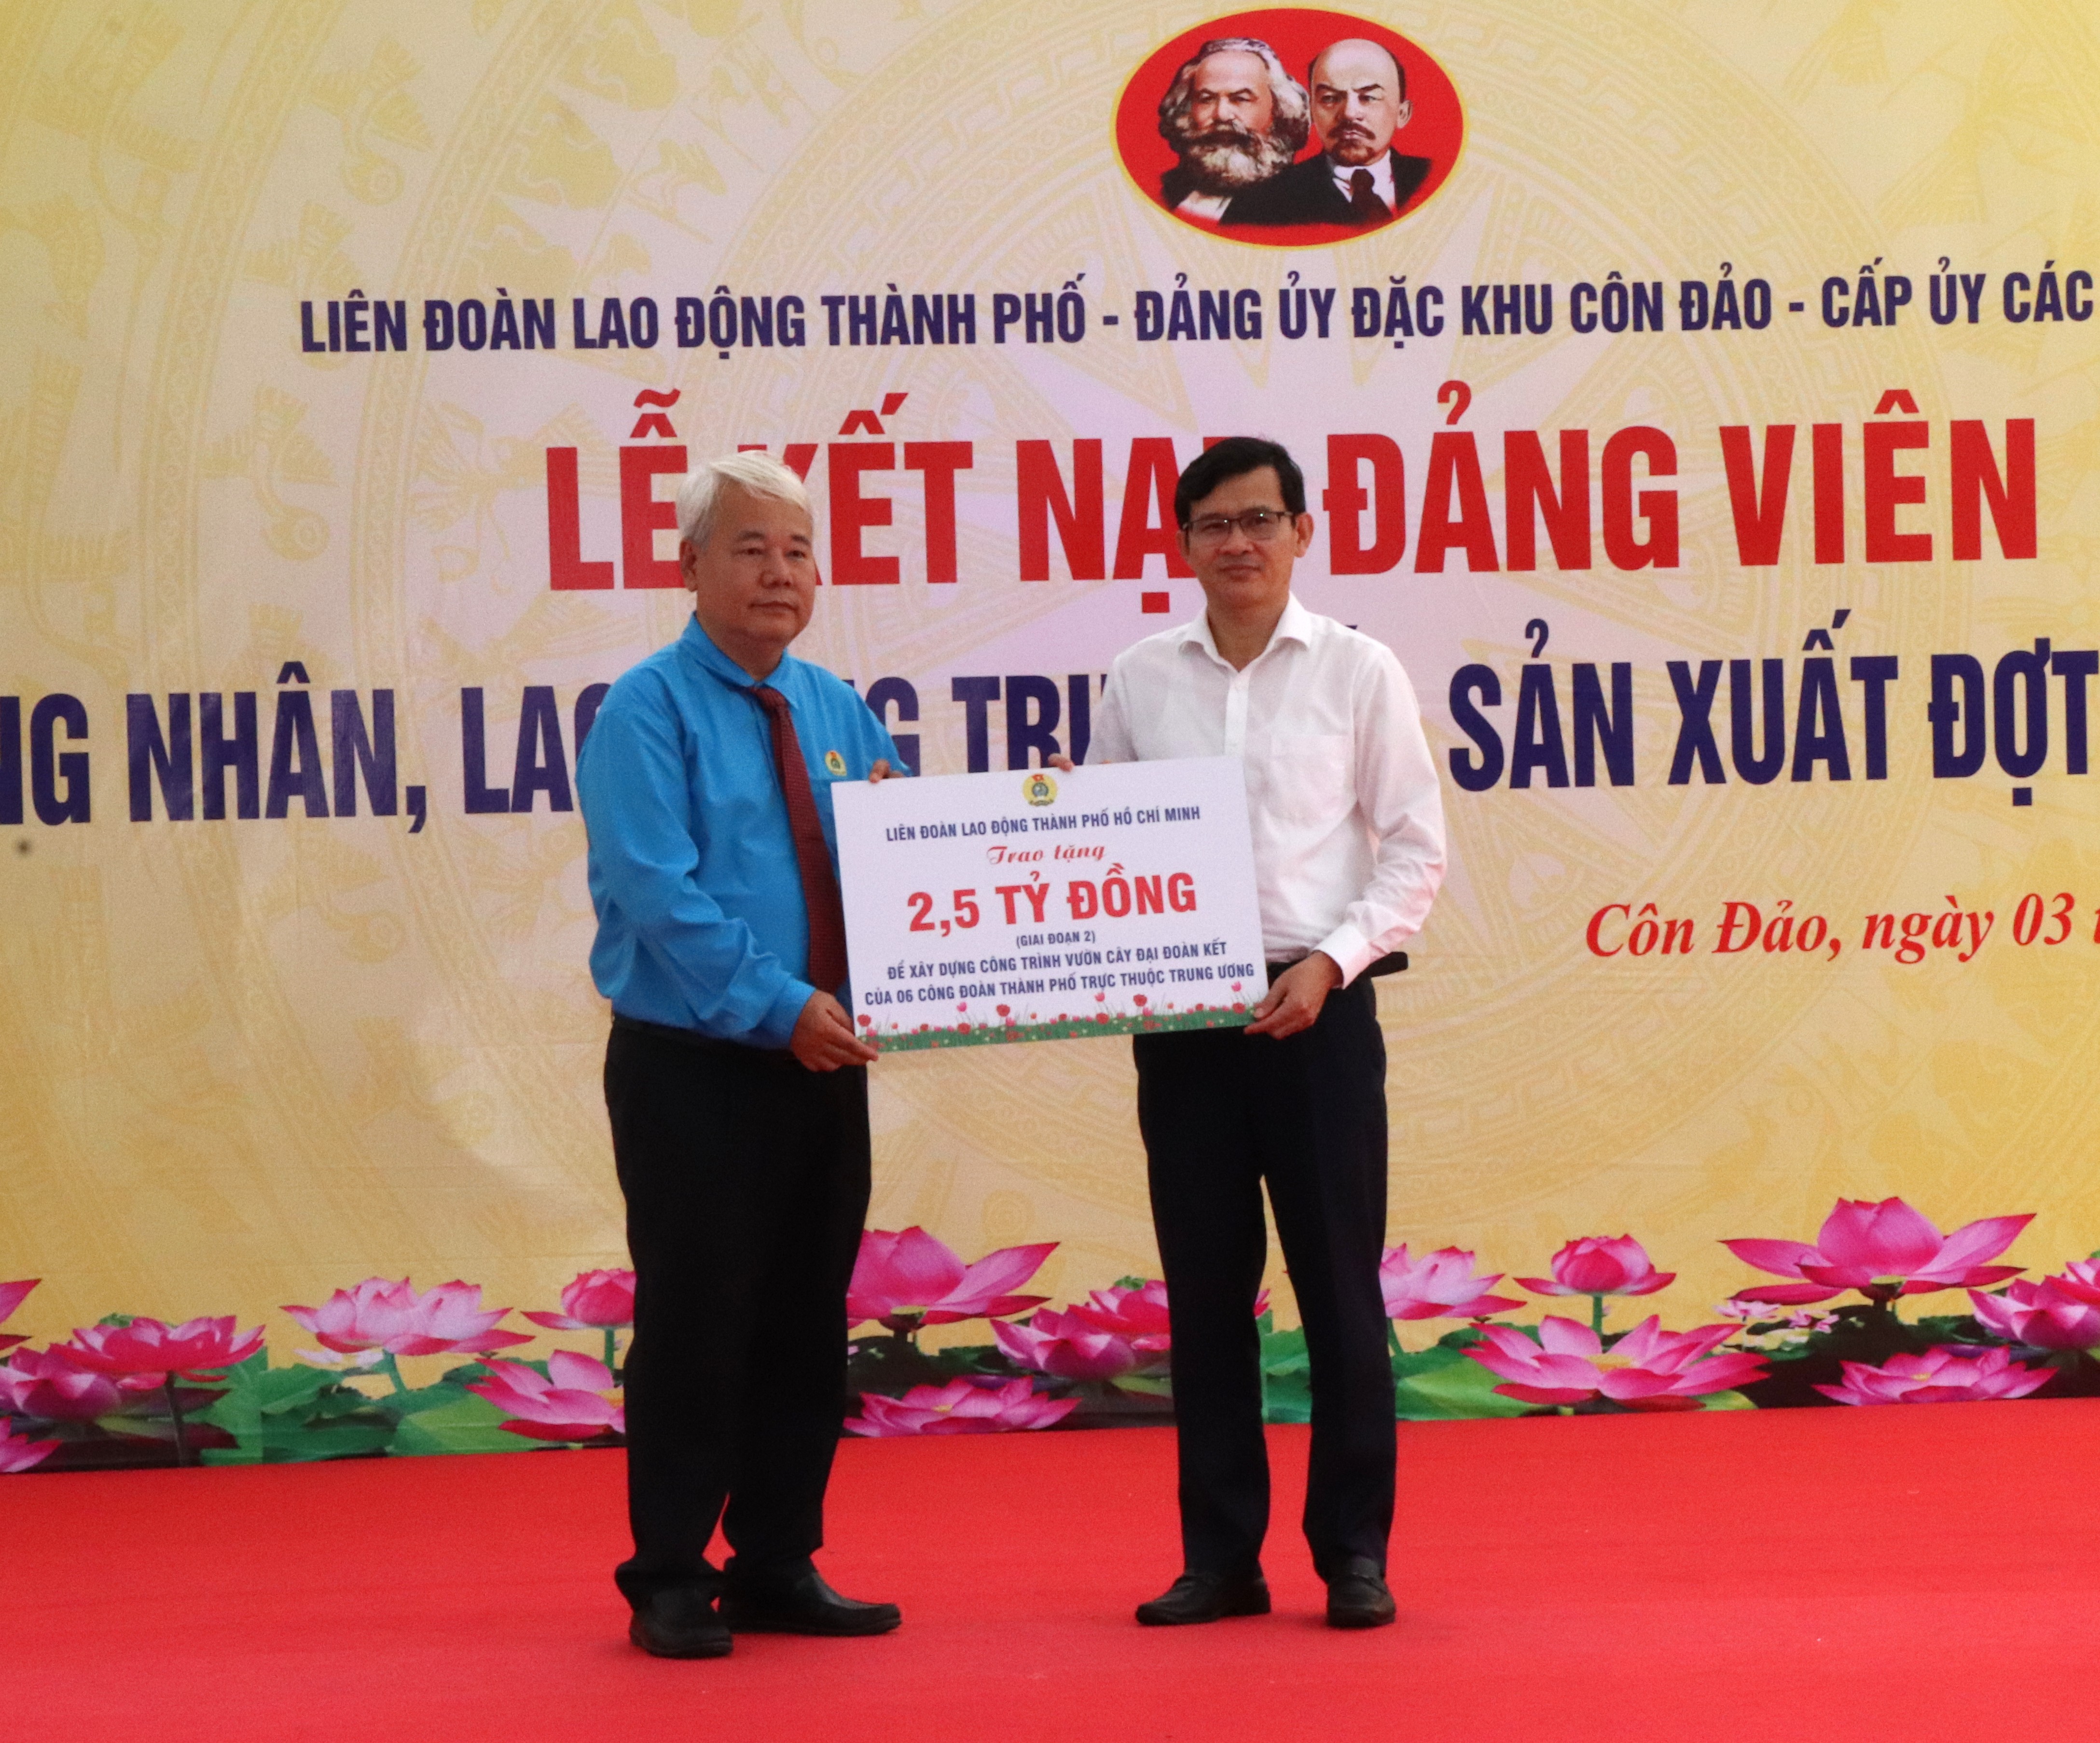 LIÊN ĐOÀN LAO ĐỘNG THÀNH PHỐ - ĐẢNG ỦY ĐẶC KHU CÔN ĐẢO - CẤP ỦY CÁC
LỄ KẾT NẠP ĐẢNG VIÊN
NHÂN, SẢN XUẤT ĐỢT
Côn Đảo, ngày 03
LIÊN ĐOÀN LAO ĐỘNG THÀNH PHỐ HỒ CHÍ MINH
Trao tặng
2,5 TỶ ĐỒNG
(GIAI ĐOẠN 2)
ĐỂ XÂY DỰNG CÔNG TRÌNH VƯỜN CÂY ĐẠI ĐOÀN KẾT
CỦA 06 CÔNG ĐOÀN THÀNH PHỐ TRỰC THUỘC TRUNG ƯƠNG